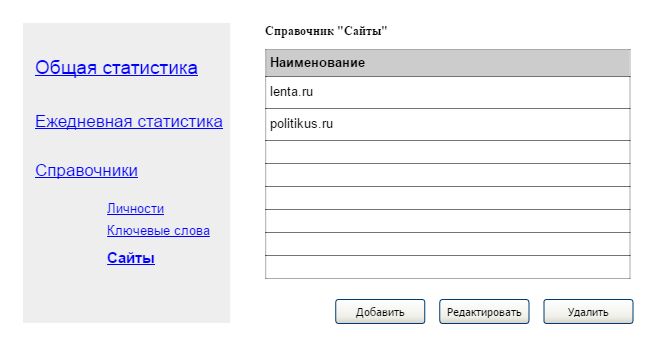 Общая статистика
Ежедневная статистика
Справочники
Личности
Ключевые слова
Сайты
Справочник "Сайты"
Наименование
lenta.ru
politikus.ru
Добавить
Редактировать
Удалить